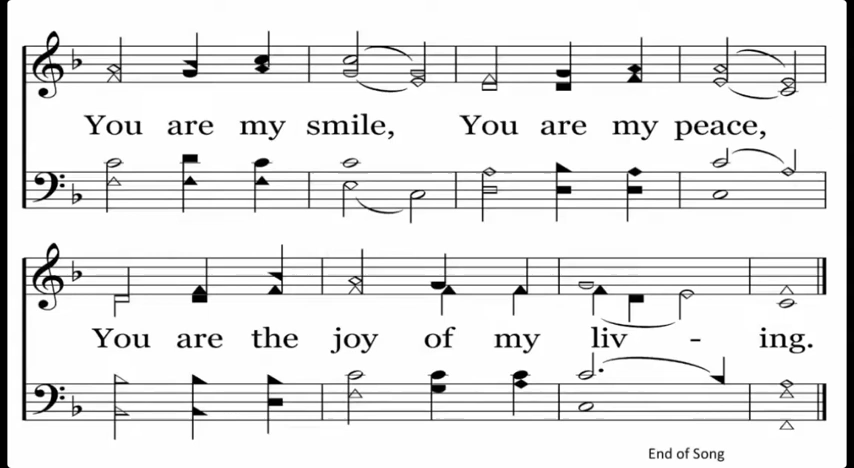 You are my smile, You are my peace,
You are the joy of my liv - ing.
End of Song